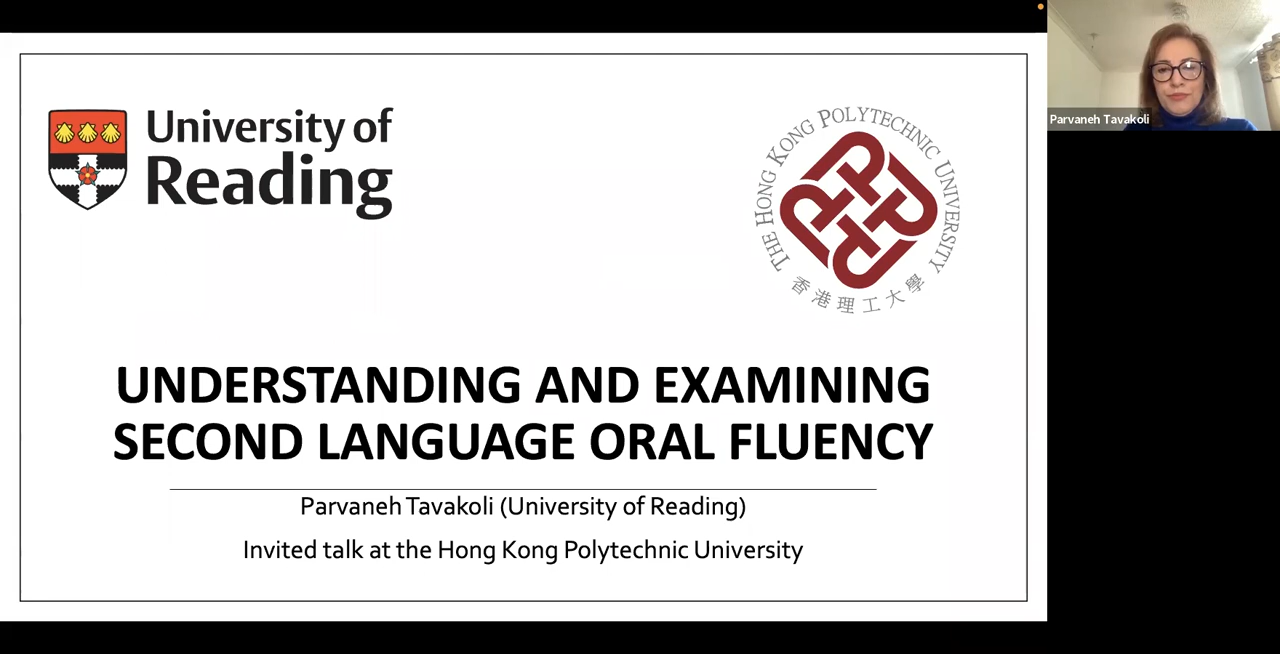 University of
Reading
THE HONG KONG POLYTECHNIC UNIVERSITY
香港理工大學
Parvaneh Tavakoli
UNDERSTANDING AND EXAMINING
SECOND LANGUAGE ORAL FLUENCY
Parvaneh Tavakoli (University of Reading)
Invited talk at the Hong Kong Polytechnic University